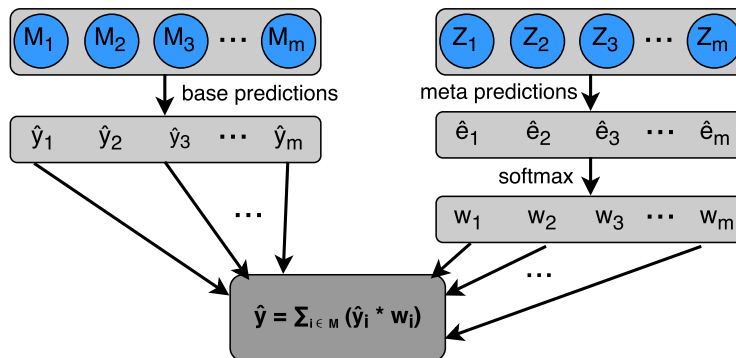 M₁ M₂ M₃ ... Mₘ
base predictions
ŷ₁ ŷ₂ ŷ₃ ... ŷₘ
...
Z₁ Z₂ Z₃ ... Zₘ
meta predictions
ê₁ ê₂ ê₃ ... êₘ
softmax
w₁ w₂ w₃ ... wₘ
...
ŷ = Σᵢ ∈ M (ŷᵢ * wᵢ)